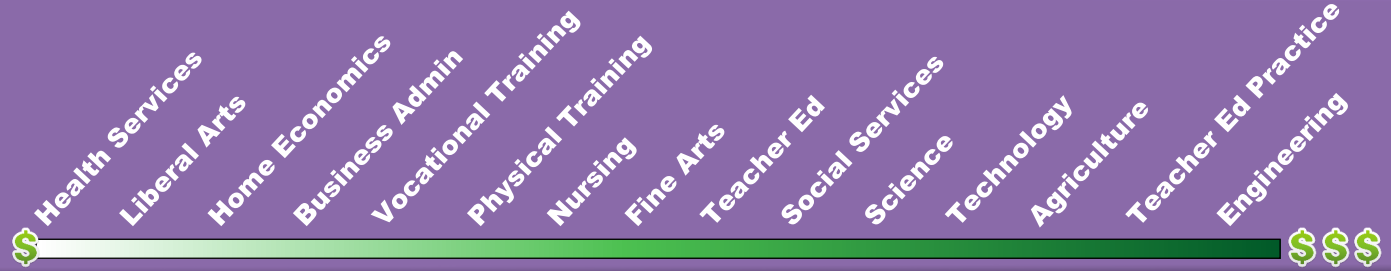 Health Services
Liberal Arts
Home Economics
Business Admin
Vocational Training
Physical Training
Nursing
Fine Arts
Teacher Ed
Social Services
Science
Technology
Agriculture
Teacher Ed Practice
Engineering
$
$$$